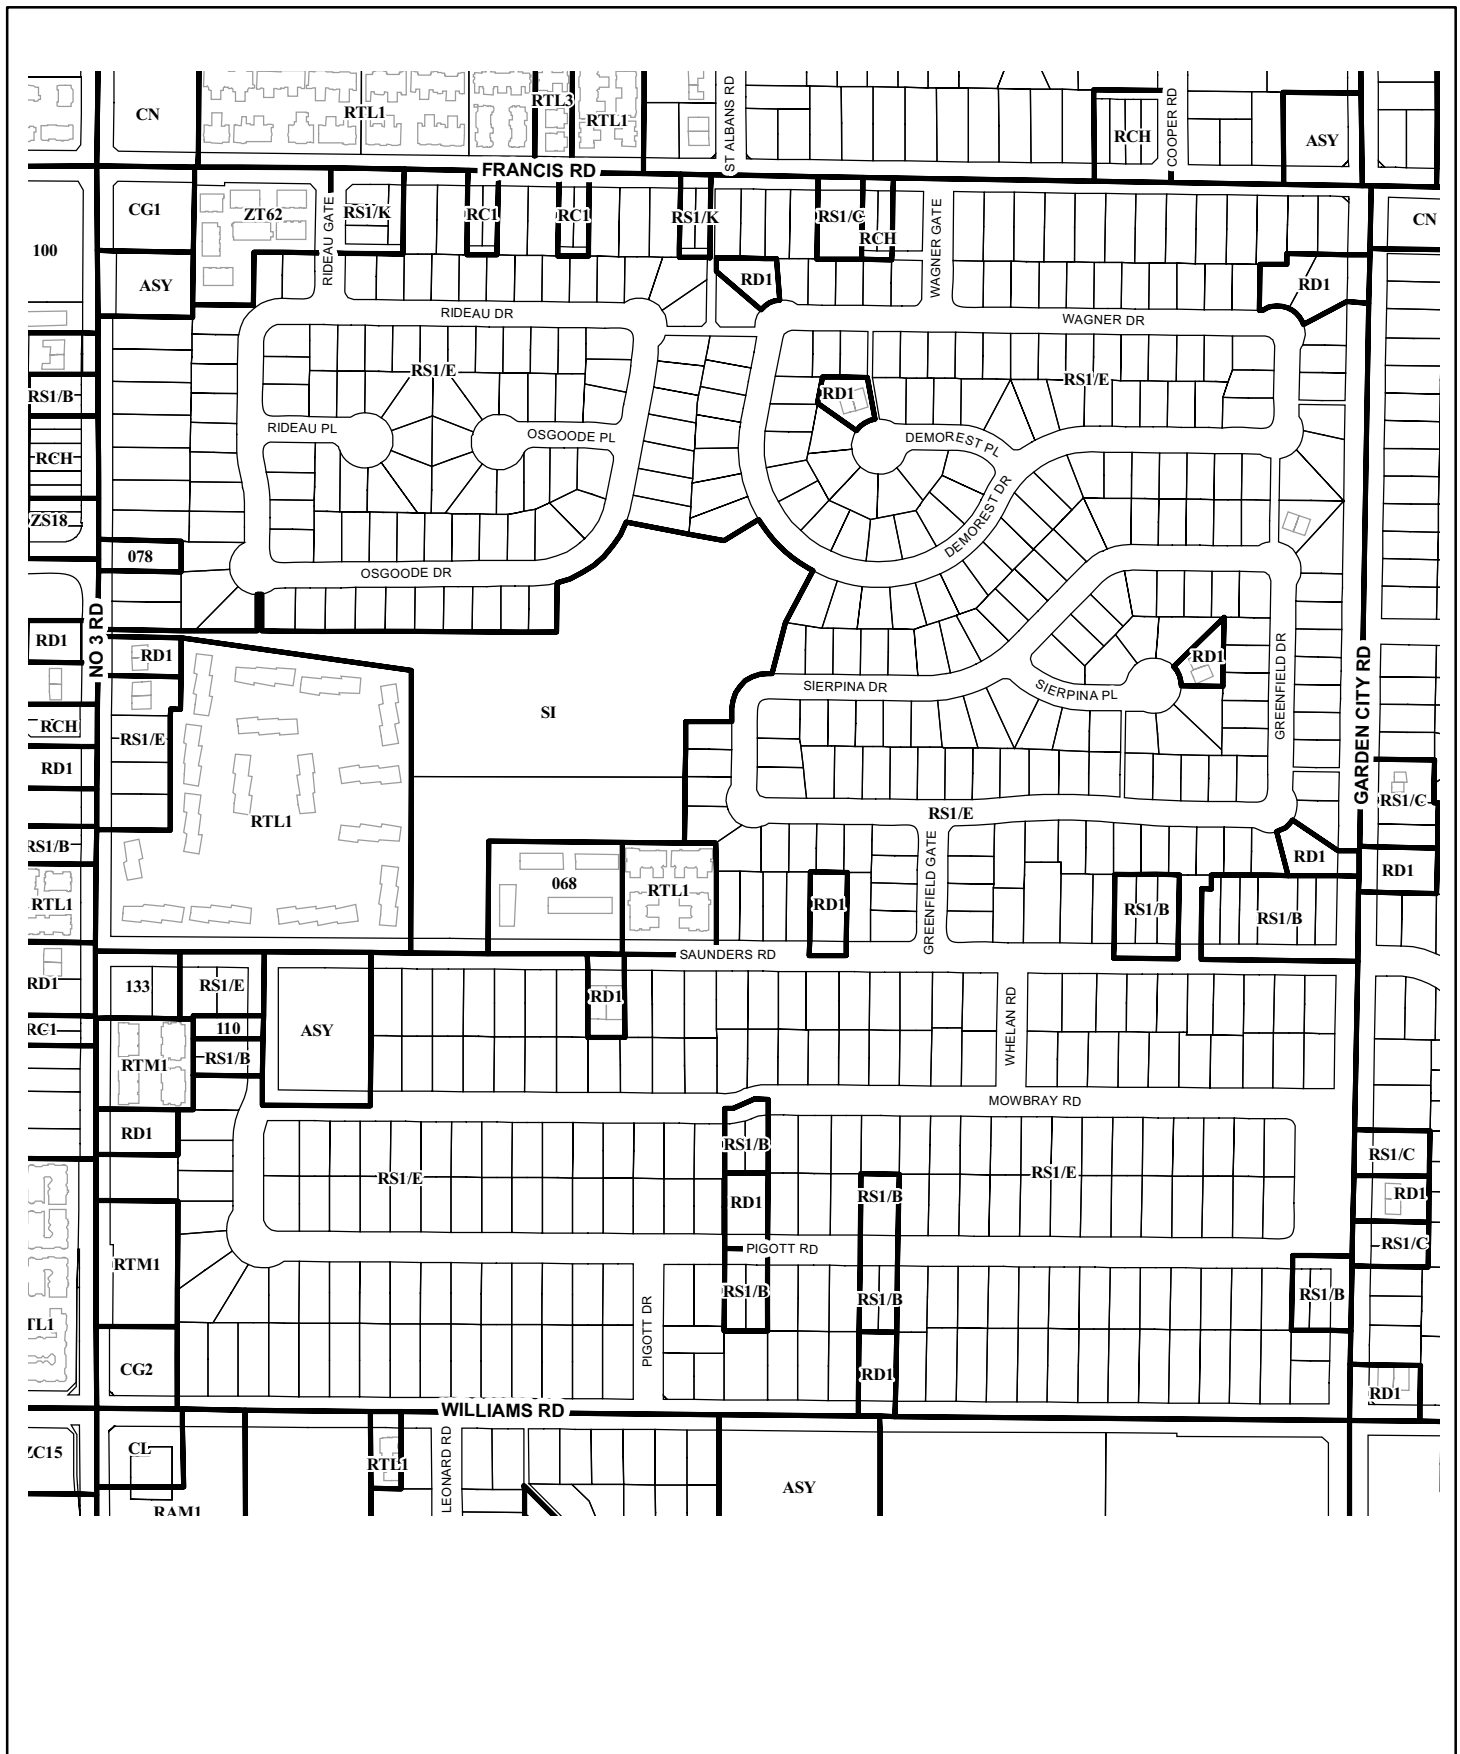 CN
RTL1
RTL3
RTL1
ST ALBANS RD
RCH
COOPER RD
ASY
FRANCIS RD
CG1
ZT62
RIDEAU GATE
RS1/K
RC1
RC1
RS1/K
RS1/C
RCH
WAGNER GATE
CN
100
ASY
RD1
RD1
RIDEAU DR
WAGNER DR
RS1/E
RS1/E
RS1/B
RD1
RIDEAU PL
OSGOODE PL
DEMOREST PL
RCH
DEMOREST DR
ZS18
078
OSGOODE DR
NO 3 RD
RD1
RD1
RD1
GREENFIELD DR
GARDEN CITY RD
SIERPINA DR
SIERPINA PL
SI
RCH
RS1/E
RD1
RS1/C
RTL1
RS1/E
RS1/B
GREENFIELD GATE
RD1
RD1
068
RTL1
RTL1
RD1
RS1/B
RS1/B
SAUNDERS RD
RD1
133
RS1/E
RD1
WHELAN RD
RC1
110
ASY
RTM1
RS1/B
MOWBRAY RD
RD1
RS1/B
RS1/C
RS1/E
RS1/E
RD1
RS1/B
RD1
RS1/C
PIGOTT RD
RTM1
RS1/B
RS1/B
RS1/B
TL1
PIGOTT DR
CG2
RD1
RD1
WILLIAMS RD
ZC15
CL
RTL1
LEONARD RD
ASY
RAM1